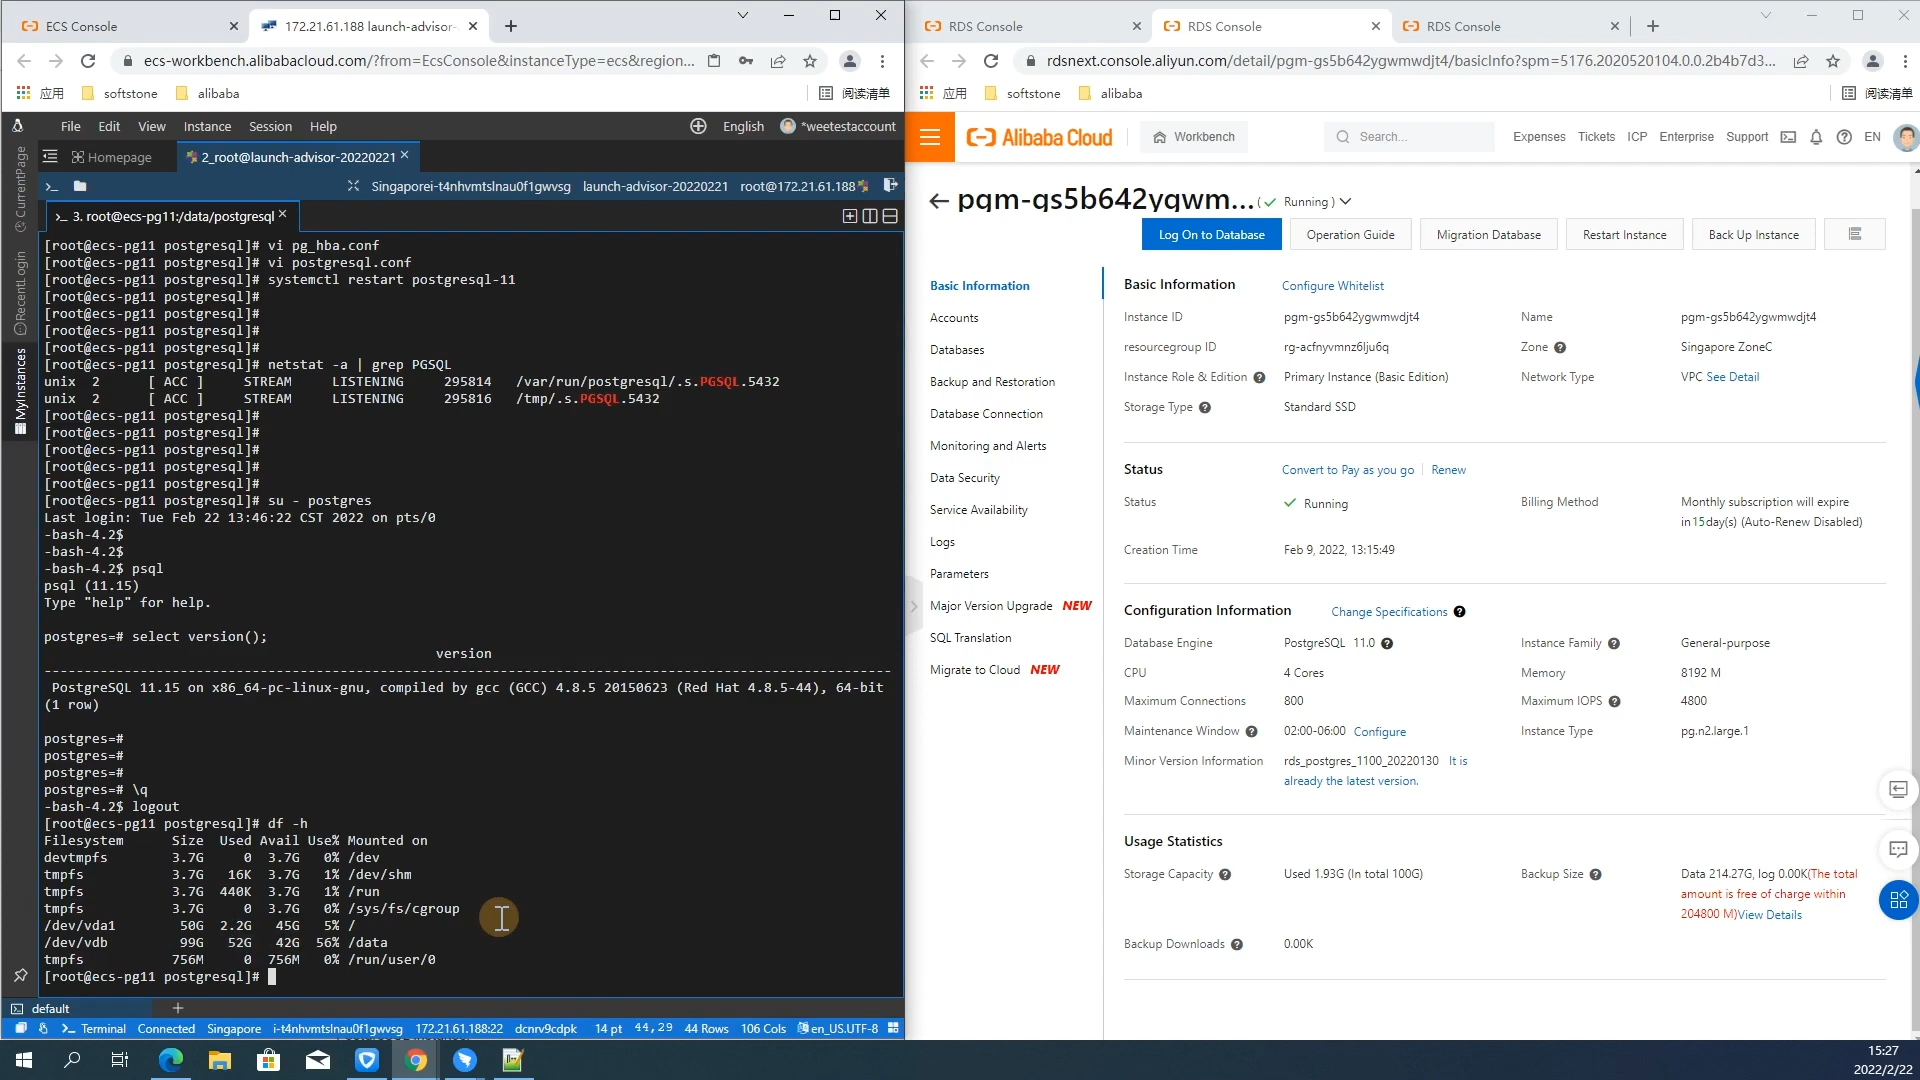 ECS Console
172.21.61.188 launch-advisor-
ecs-workbench.alibabacloud.com/?from=EcsConsole&instanceType=ecs&region...
应用
softstone
alibaba
阅读清单
File Edit View Instance Session Help
English *weetestaccount
CurrentPage
RecentLogin
MyInstances
Homepage
2_root@launch-advisor-20220221
Singaporei-t4nhvmtslnau0f1gwvsg launch-advisor-20220221 root@172.21.61.188
3. root@ecs-pg11:/data/postgresql
[root@ecs-pg11 postgresql]# vi pg_hba.conf
[root@ecs-pg11 postgresql]# vi postgresql.conf
[root@ecs-pg11 postgresql]# systemctl restart postgresql-11
[root@ecs-pg11 postgresql]#
[root@ecs-pg11 postgresql]#
[root@ecs-pg11 postgresql]#
[root@ecs-pg11 postgresql]#
[root@ecs-pg11 postgresql]# netstat -a | grep PGSQL
unix 2 [ ACC ] STREAM LISTENING 295814 /var/run/postgresql/.s.PGSQL.5432
unix 2 [ ACC ] STREAM LISTENING 295816 /tmp/.s.PGSQL.5432
[root@ecs-pg11 postgresql]#
[root@ecs-pg11 postgresql]#
[root@ecs-pg11 postgresql]#
[root@ecs-pg11 postgresql]#
[root@ecs-pg11 postgresql]#
[root@ecs-pg11 postgresql]# su - postgres
Last login: Tue Feb 22 13:46:22 CST 2022 on pts/0
-bash-4.2$
-bash-4.2$
-bash-4.2$ psql
psql (11.15)
Type "help" for help.
postgres=# select version();
version
PostgreSQL 11.15 on x86_64-pc-linux-gnu, compiled by gcc (GCC) 4.8.5 20150623 (Red Hat 4.8.5-44), 64-bit
(1 row)
postgres=#
postgres=#
postgres=#
postgres=# \q
-bash-4.2$ logout
[root@ecs-pg11 postgresql]# df -h
Filesystem Size Used Avail Use% Mounted on
devtmpfs 3.7G 0 3.7G 0% /dev
tmpfs 3.7G 16K 3.7G 1% /dev/shm
tmpfs 3.7G 440K 3.7G 1% /run
tmpfs 3.7G 0 3.7G 0% /sys/fs/cgroup
/dev/vda1 50G 2.2G 45G 5% /
/dev/vdb 99G 52G 42G 56% /data
tmpfs 756M 0 756M 0% /run/user/0
[root@ecs-pg11 postgresql]#
default
Terminal Connected Singapore i-t4nhvmtslnau0f1gwvsg 172.21.61.188:22 dcnrv9cdpk 14 pt 44,29 44 Rows 106 Cols en_US.UTF-8
RDS Console
RDS Console
RDS Console
rdsnext.console.aliyun.com/detail/pgm-gs5b642ygwmwdjt4/basicInfo?spm=5176.2020520104.0.0.2b4b7d3...
应用
softstone
alibaba
阅读清单
Alibaba Cloud
Workbench
Search...
Expenses Tickets ICP Enterprise Support EN
pgm-gs5b642ygwm... ( Running )
Log On to Database
Operation Guide
Migration Database
Restart Instance
Back Up Instance
Basic Information
Accounts
Databases
Backup and Restoration
Database Connection
Monitoring and Alerts
Data Security
Service Availability
Logs
Parameters
Major Version Upgrade NEW
SQL Translation
Migrate to Cloud NEW
Basic Information Configure Whitelist
Instance ID pgm-gs5b642ygwmwdjt4 Name pgm-gs5b642ygwmwdjt4
resourcegroup ID rg-acfnyvmnz6lju6q Zone Singapore ZoneC
Instance Role & Edition Primary Instance (Basic Edition) Network Type VPC See Detail
Storage Type Standard SSD
Status Convert to Pay as you go Renew
Status Running Billing Method Monthly subscription will expire
in15day(s) (Auto-Renew Disabled)
Creation Time Feb 9, 2022, 13:15:49
Configuration Information Change Specifications
Database Engine PostgreSQL 11.0 Instance Family General-purpose
CPU 4 Cores Memory 8192 M
Maximum Connections 800 Maximum IOPS 4800
Maintenance Window 02:00-06:00 Configure Instance Type pg.n2.large.1
Minor Version Information rds_postgres_1100_20220130 It is
already the latest version.
Usage Statistics
Storage Capacity Used 1.93G (In total 100G) Backup Size Data 214.27G, log 0.00K(The total
amount is free of charge within
204800 M)View Details
Backup Downloads 0.00K
15:27
2022/2/22